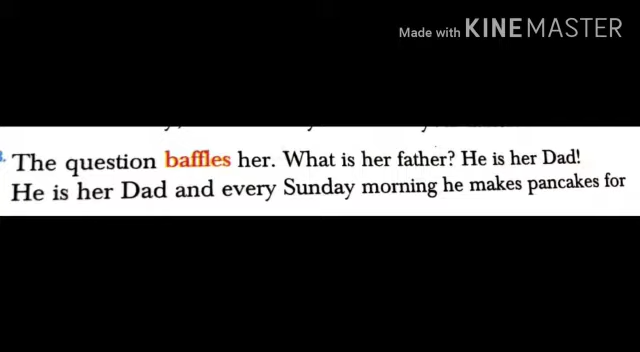 Made with KINEMASTER
The question baffles her. What is her father? He is her Dad!
He is her Dad and every Sunday morning he makes pancakes for